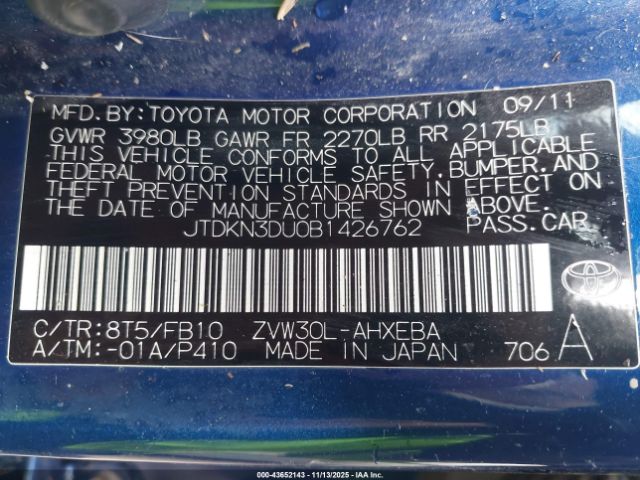 MFD. BY: TOYOTA MOTOR CORPORATION 09/11
GVWR 3980LB GAWR FR 2270LB RR 2175LB
THIS VEHICLE CONFORMS TO ALL APPLICABLE
FEDERAL MOTOR VEHICLE SAFETY, BUMPER, AND
THEFT PREVENTION STANDARDS IN EFFECT ON
THE DATE OF MANUFACTURE SHOWN ABOVE.
JTDKN3DU0B1426762 PASS. CAR
C/TR: 8T5/FB10 ZVW30L-AHXEBA
A/TM: -01A/P410 MADE IN JAPAN 706 A
000-43652143 - 11/13/2025 - IAA Inc.